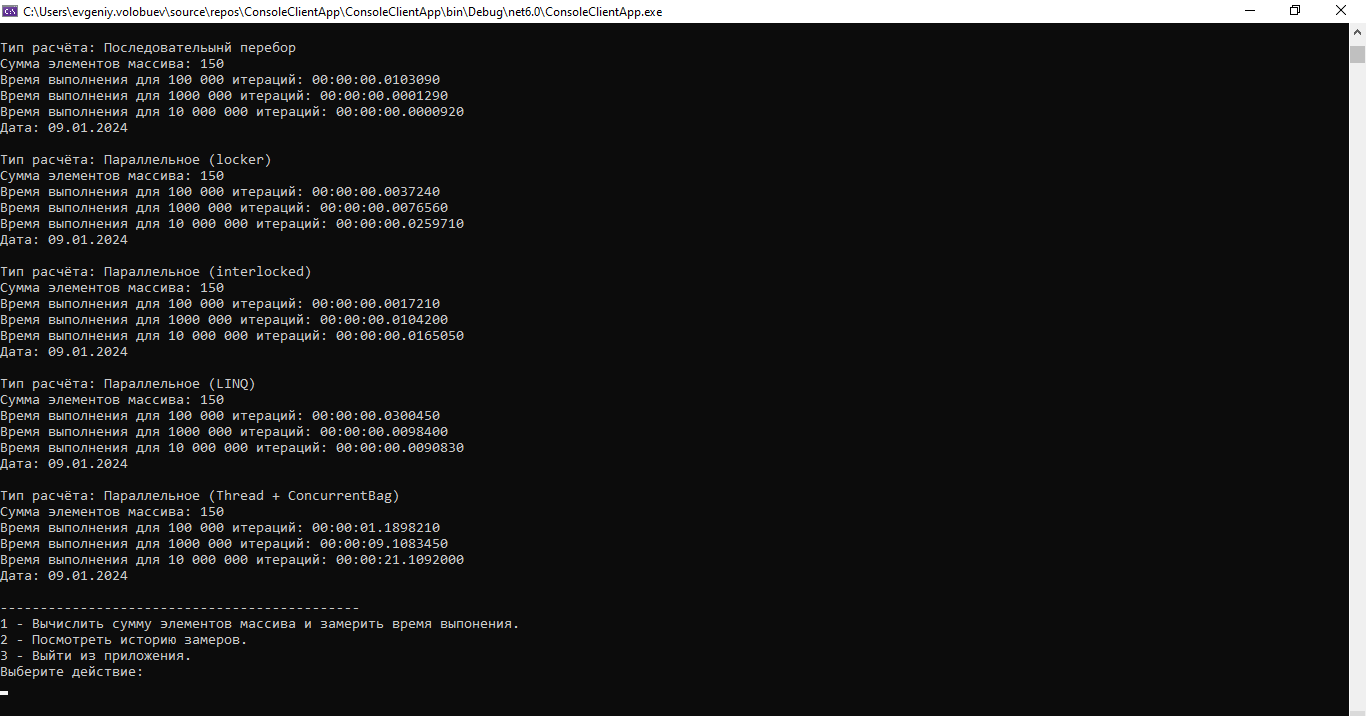 C:\Users\evgeniy.volobuev\source\repos\ConsoleClientApp\ConsoleClientApp\bin\Debug\net6.0\ConsoleClientApp.exe
Тип расчёта: Последователыынй перебор
Сумма элементов массива: 150
Время выполнения для 100 000 итераций: 00:00:00.0103090
Время выполнения для 1000 000 итераций: 00:00:00.0001290
Время выполнения для 10 000 000 итераций: 00:00:00.0000920
Дата: 09.01.2024
Тип расчёта: Параллельное (locker)
Сумма элементов массива: 150
Время выполнения для 100 000 итераций: 00:00:00.0037240
Время выполнения для 1000 000 итераций: 00:00:00.0076560
Время выполнения для 10 000 000 итераций: 00:00:00.0259710
Дата: 09.01.2024
Тип расчёта: Параллельное (interlocked)
Сумма элементов массива: 150
Время выполнения для 100 000 итераций: 00:00:00.0017210
Время выполнения для 1000 000 итераций: 00:00:00.0104200
Время выполнения для 10 000 000 итераций: 00:00:00.0165050
Дата: 09.01.2024
Тип расчёта: Параллельное (LINQ)
Сумма элементов массива: 150
Время выполнения для 100 000 итераций: 00:00:00.0300450
Время выполнения для 1000 000 итераций: 00:00:00.0098400
Время выполнения для 10 000 000 итераций: 00:00:00.0090830
Дата: 09.01.2024
Тип расчёта: Параллельное (Thread + ConcurrentBag)
Сумма элементов массива: 150
Время выполнения для 100 000 итераций: 00:00:01.1898210
Время выполнения для 1000 000 итераций: 00:00:09.1083450
Время выполнения для 10 000 000 итераций: 00:00:21.1092000
Дата: 09.01.2024
---------------------------------------------
1 - Вычислить сумму элементов массива и замерить время выпонения.
2 - Посмотреть историю замеров.
3 - Выйти из приложения.
Выберите действие: